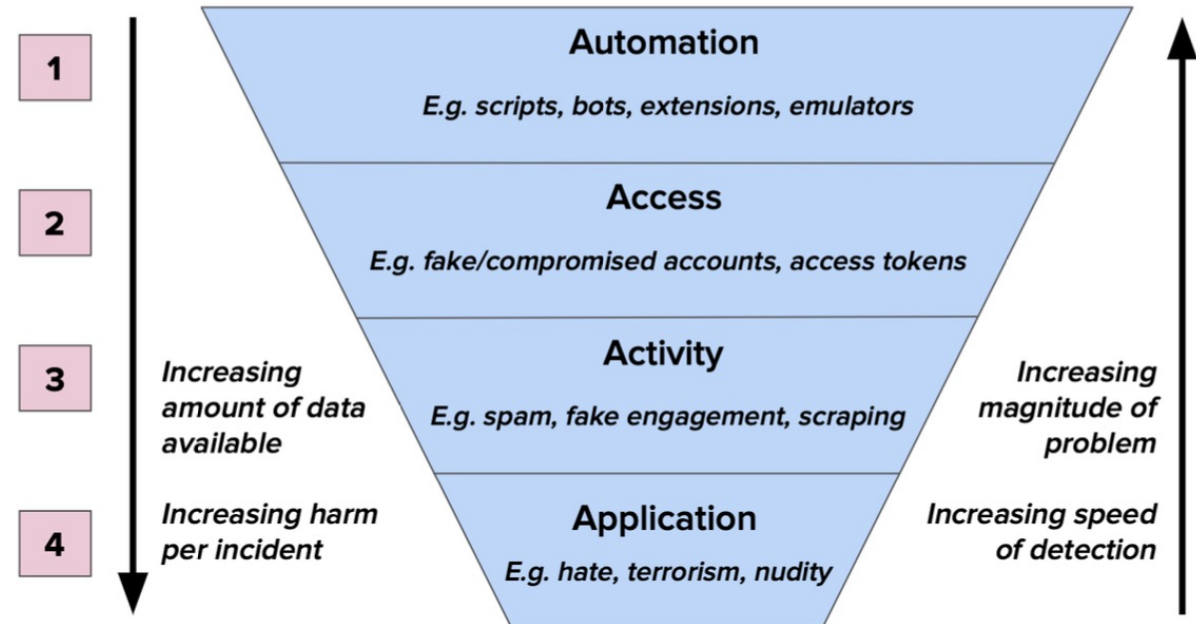 1
Automation
E.g. scripts, bots, extensions, emulators
2
Access
E.g. fake/compromised accounts, access tokens
3
Activity
E.g. spam, fake engagement, scraping
Increasing
amount of data
available
Increasing
magnitude of
problem
4
Application
E.g. hate, terrorism, nudity
Increasing harm
per incident
Increasing speed
of detection